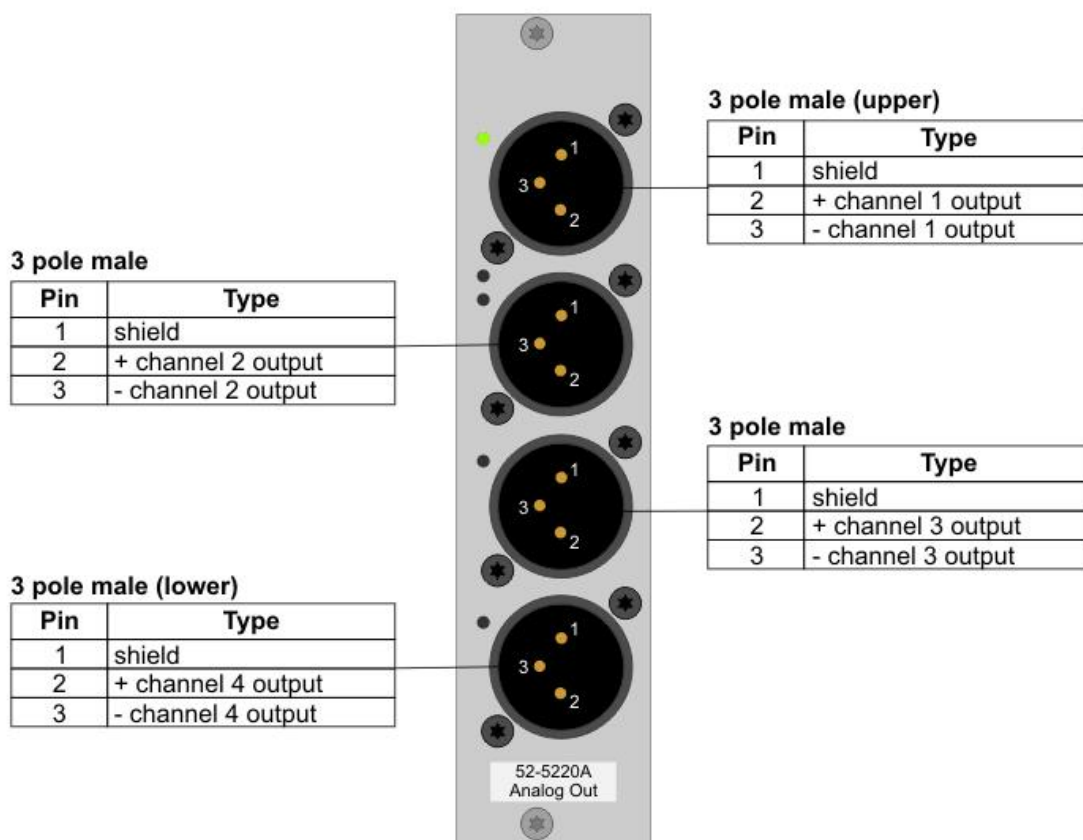 3 pole male (upper)
Pin Type
1 shield
2 + channel 1 output
3 - channel 1 output
3 pole male
Pin Type
1 shield
2 + channel 2 output
3 - channel 2 output
3 pole male
Pin Type
1 shield
2 + channel 3 output
3 - channel 3 output
3 pole male (lower)
Pin Type
1 shield
2 + channel 4 output
3 - channel 4 output
1
3
2
1
3
2
1
3
2
1
3
2
52-5220A
Analog Out